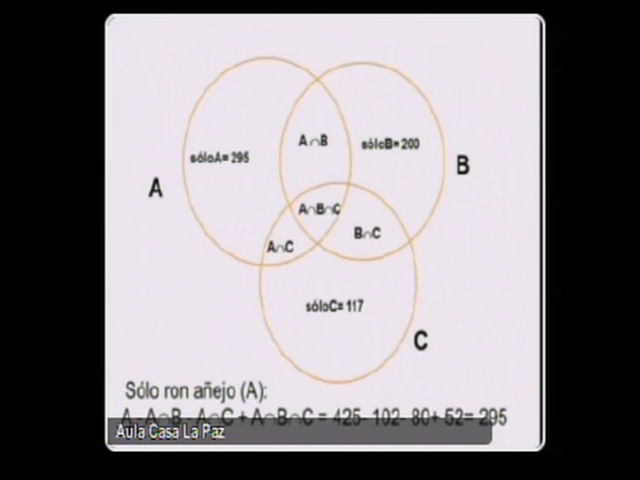 A∩B
sóloA= 295
sóloB= 200
B
A
A∩B∩C
A∩C
B∩C
sóloC= 117
C
Sólo ron añejo (A):
A - A∩B - A∩C + A∩B∩C = 425- 102- 80+ 52= 295
Aula Casa La Paz